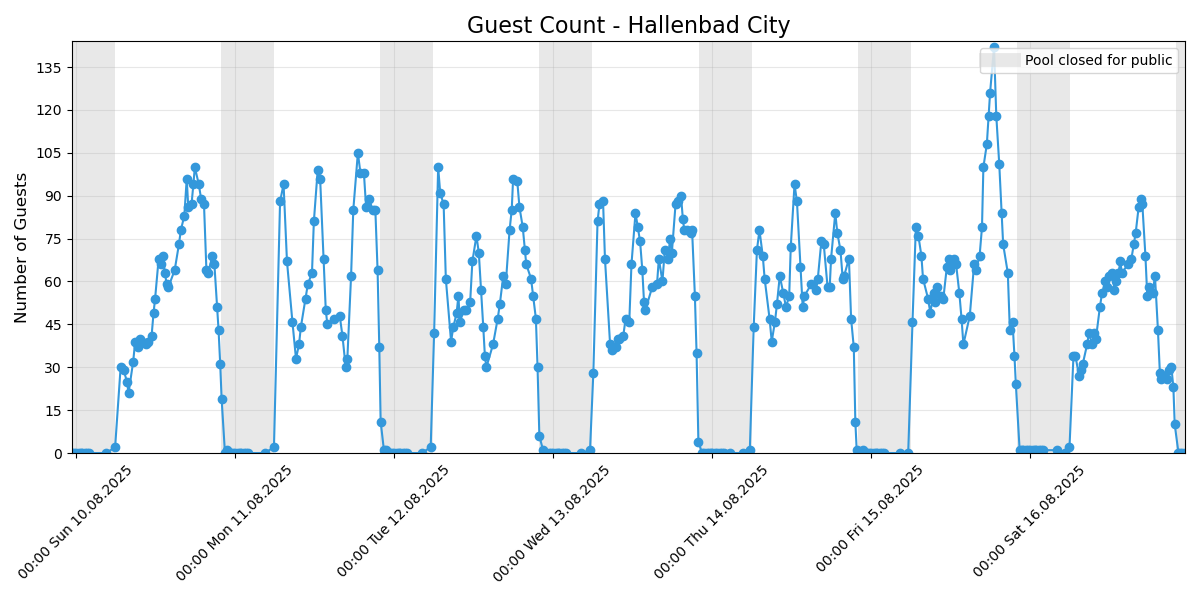 Guest Count - Hallenbad City
Pool closed for public
Number of Guests
135
120
105
90
75
60
45
30
15
0
00:00 Sun 10.08.2025
00:00 Mon 11.08.2025
00:00 Tue 12.08.2025
00:00 Wed 13.08.2025
00:00 Thu 14.08.2025
00:00 Fri 15.08.2025
00:00 Sat 16.08.2025